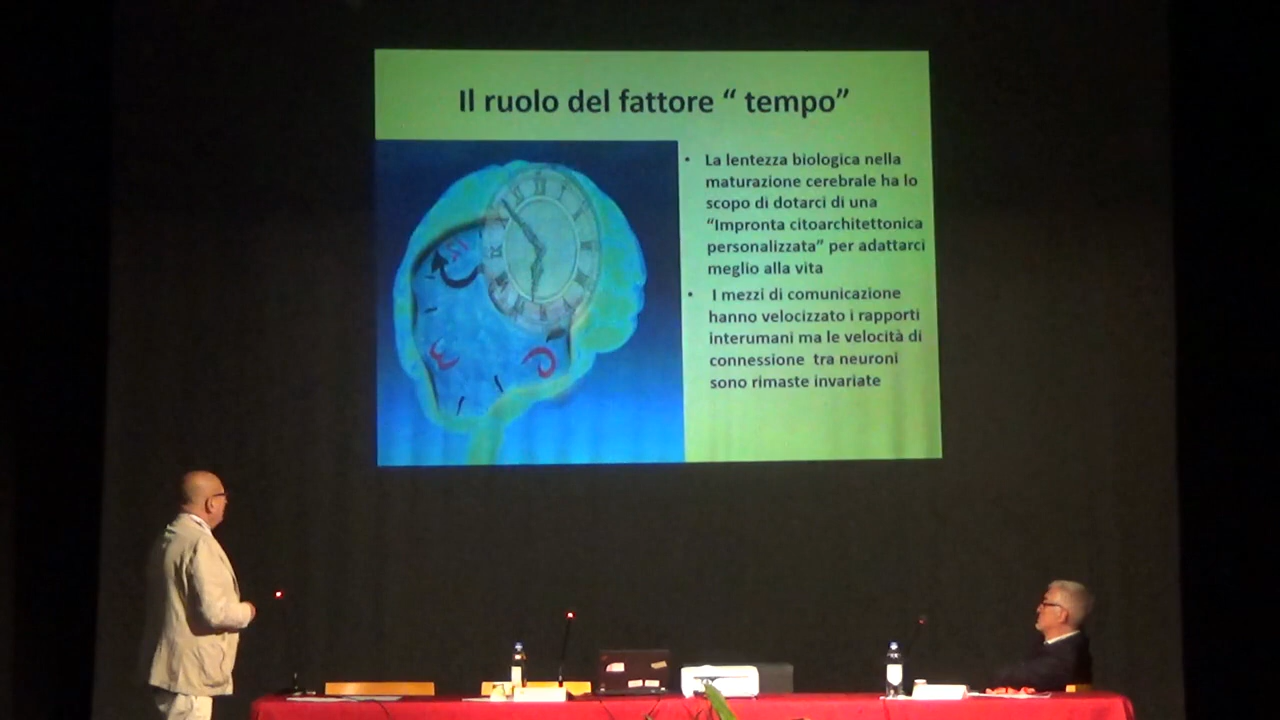 Il ruolo del fattore “ tempo”
• La lentezza biologica nella
maturazione cerebrale ha lo
scopo di dotarci di una
“Impronta citoarchitettonica
personalizzata” per adattarci
meglio alla vita
• I mezzi di comunicazione
hanno velocizzato i rapporti
interumani ma le velocità di
connessione tra neuroni
sono rimaste invariate